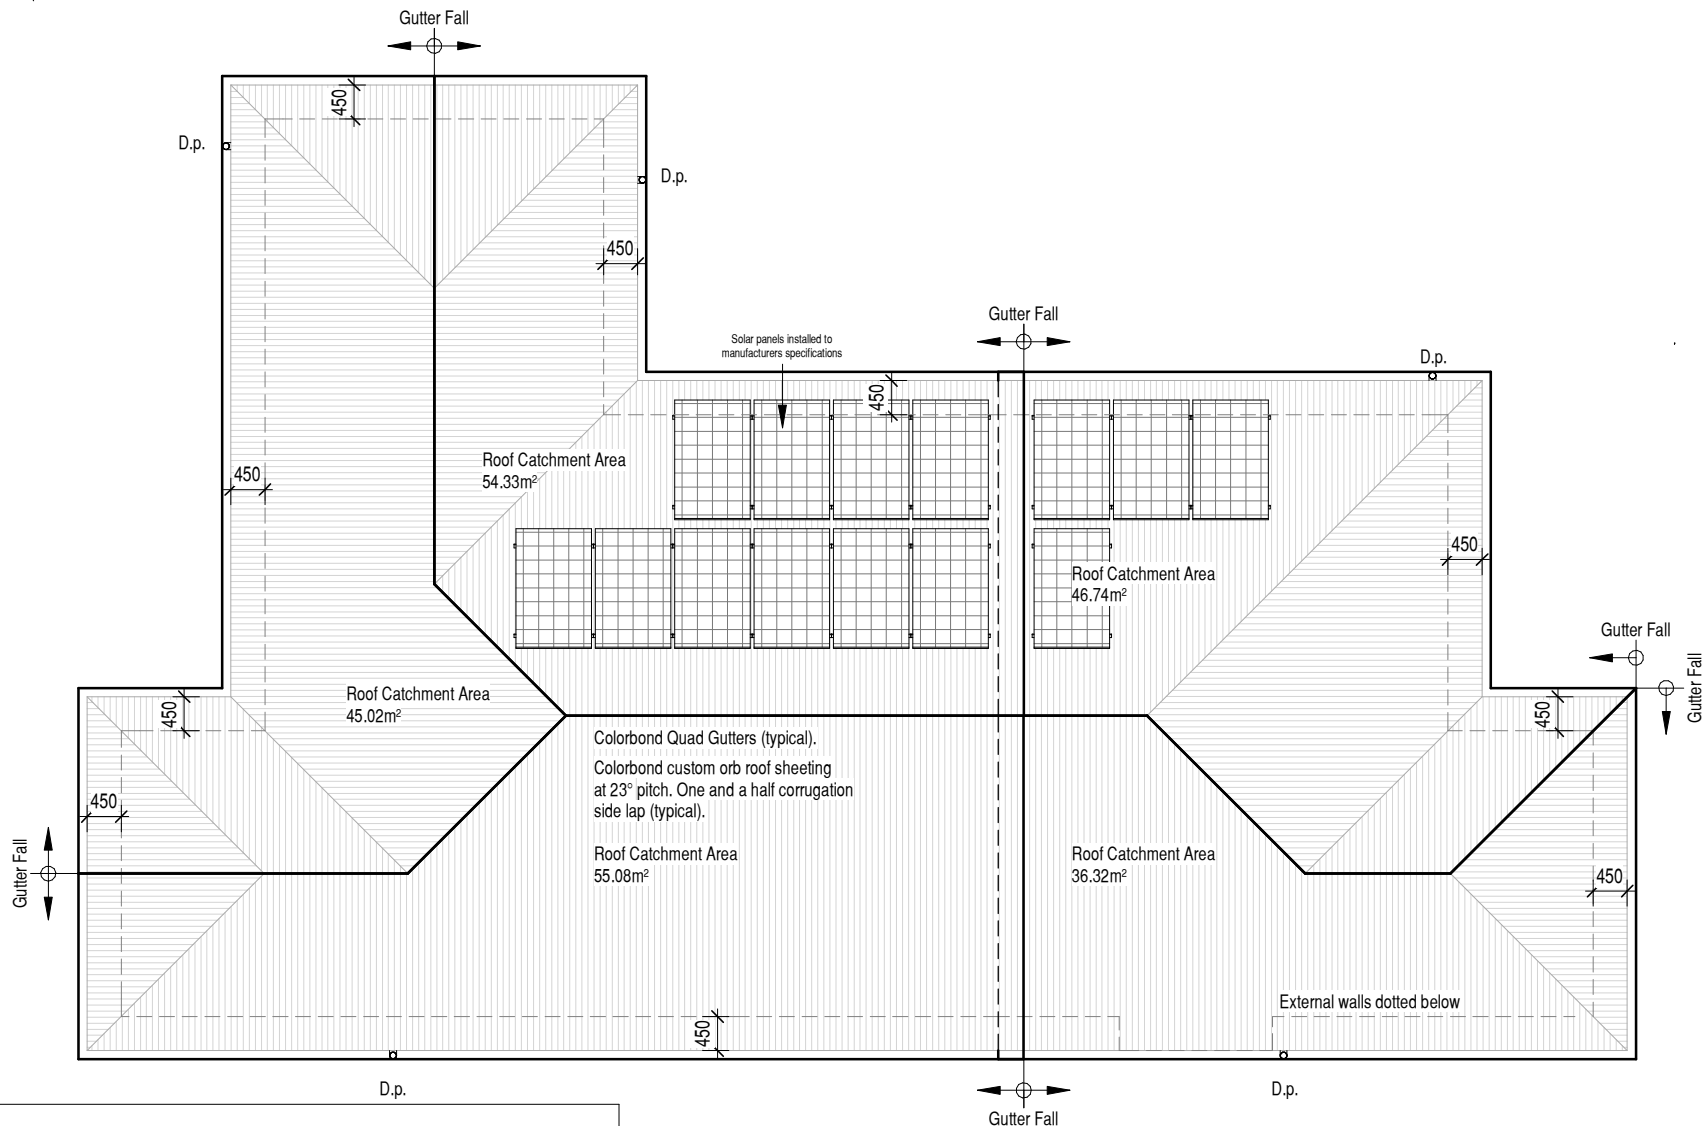 Gutter Fall
450
D.p.
D.p.
450
Gutter Fall
Solar panels installed to
manufacturers specifications
D.p.
450
Roof Catchment Area
54.33m²
450
450
Roof Catchment Area
46.74m²
Gutter Fall
Gutter Fall
Roof Catchment Area
45.02m²
450
450
Colorbond Quad Gutters (typical).
Colorbond custom orb roof sheeting
at 23° pitch. One and a half corrugation
side lap (typical).
450
Gutter Fall
Roof Catchment Area
55.08m²
Roof Catchment Area
36.32m²
450
External walls dotted below
450
D.p.
D.p.
Gutter Fall